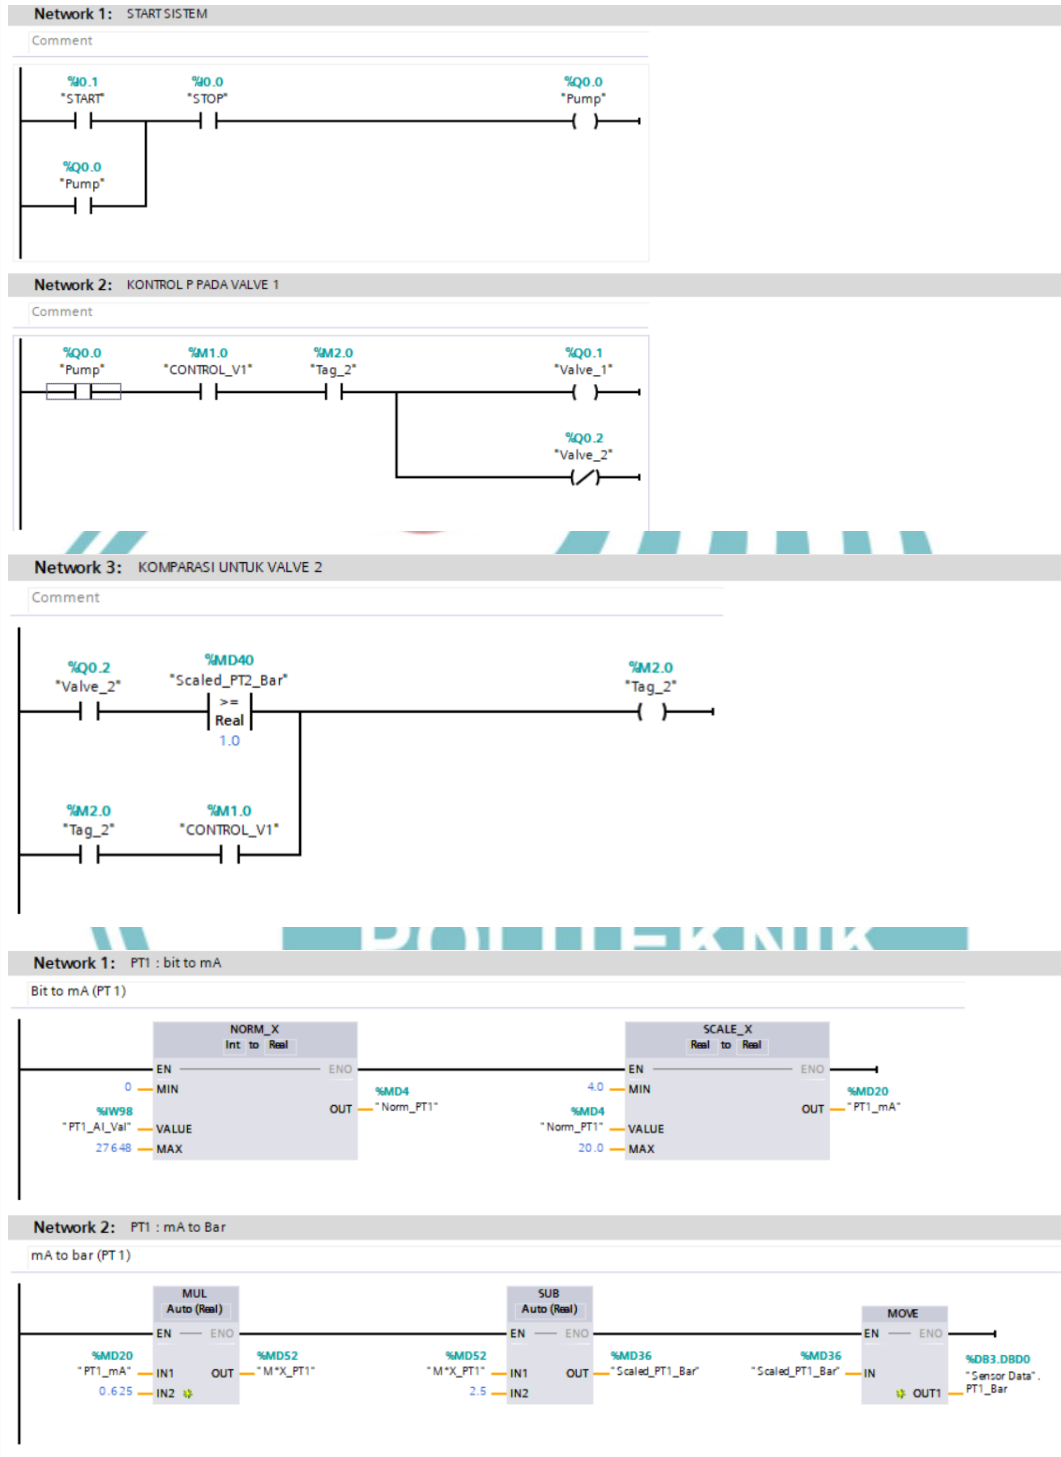 Network 1: START SISTEM
Comment
%I0.1 %I0.0 %Q0.0
"START" "STOP" "Pump"
%Q0.0
"Pump"
Network 2: KONTROL P PADA VALVE 1
Comment
%Q0.0 %M1.0 %M2.0 %Q0.1
"Pump" "CONTROL_V1" "Tag_2" "Valve_1"
%Q0.2
"Valve_2"
Network 3: KOMPARASI UNTUK VALVE 2
Comment
%Q0.2 %MD40 %M2.0
"Valve_2" "Scaled_PT2_Bar" "Tag_2"
>=
Real
1.0
%M2.0 %M1.0
"Tag_2" "CONTROL_V1"
POLITEKNIK
Network 1: PT1 : bit to mA
Bit to mA (PT 1)
NORM_X SCALE_X
Int to Real Real to Real
EN ENO EN ENO
0 MIN %MD4 4.0 MIN %MD20
%IW98 OUT "Norm_PT1" %MD4 OUT "PT1_mA"
"PT1_AI_Val" VALUE "Norm_PT1" VALUE
27648 MAX 20.0 MAX
Network 2: PT1 : mA to Bar
mA to bar (PT 1)
MUL SUB
Auto (Real) Auto (Real) MOVE
EN ENO EN ENO EN ENO
%MD20 %MD52 %MD52 %MD36 %MD36 %DB3.DBD0
"PT1_mA" IN1 OUT "M*X_PT1" "M*X_PT1" IN1 OUT "Scaled_PT1_Bar" "Scaled_PT1_Bar" IN "Sensor Data".
0.625 IN2 2.5 IN2 OUT1 PT1_Bar